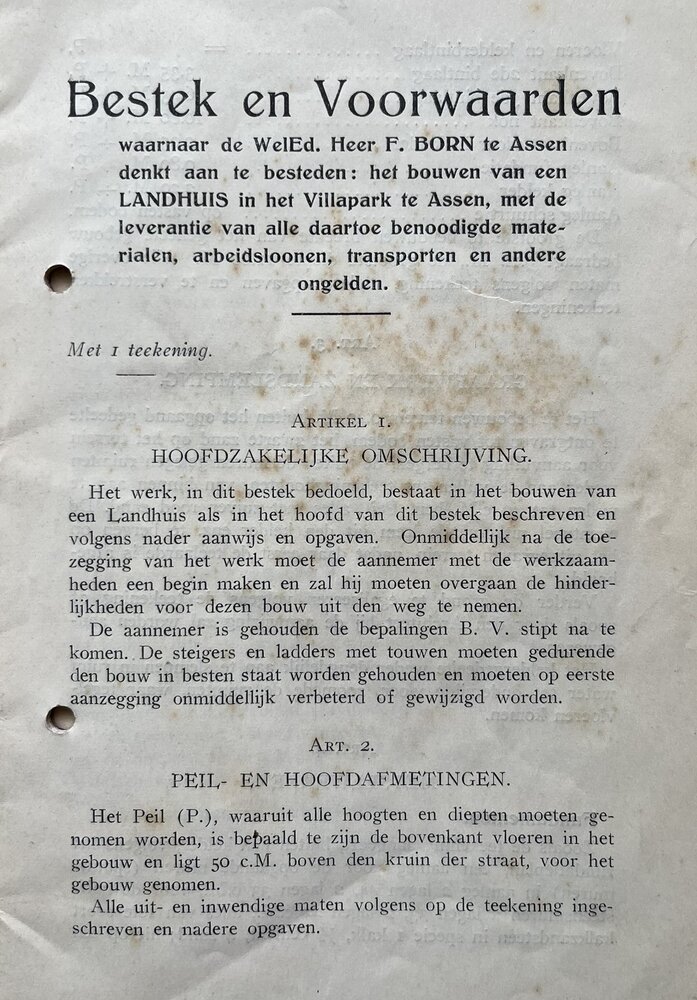 Bestek en Voorwaarden
waarnaar de WelEd. Heer F. BORN te Assen
denkt aan te besteden: het bouwen van een
LANDHUIS in het Villapark te Assen, met de
leverantie van alle daartoe benoodigde mate-
rialen, arbeidsloonen, transporten en andere
ongelden.
Met 1 teekening.
Artikel 1.
HOOFDZAKELIJKE OMSCHRIJVING.
Het werk, in dit bestek bedoeld, bestaat in het bouwen van
een Landhuis als in het hoofd van dit bestek beschreven en
volgens nader aanwijs en opgaven. Onmiddellijk na de toe-
zegging van het werk moet de aannemer met de werkzaam-
heden een begin maken en zal hij moeten overgaan de hinder-
lijkheden voor dezen bouw uit den weg te nemen.
De aannemer is gehouden de bepalingen B. V. stipt na te
komen. De steigers en ladders met touwen moeten gedurende
den bouw in besten staat worden gehouden en moeten op eerste
aanzegging onmiddellijk verbeterd of gewijzigd worden.
Art. 2.
PEIL- EN HOOFDAFMETINGEN.
Het Peil (P.), waaruit alle hoogten en diepten moeten ge-
nomen worden, is bepaald te zijn de bovenkant vloeren in het
gebouw en ligt 50 c.M. boven den kruin der straat, voor het
gebouw genomen.
Alle uit- en inwendige maten volgens op de teekening inge-
schreven en nadere opgaven.